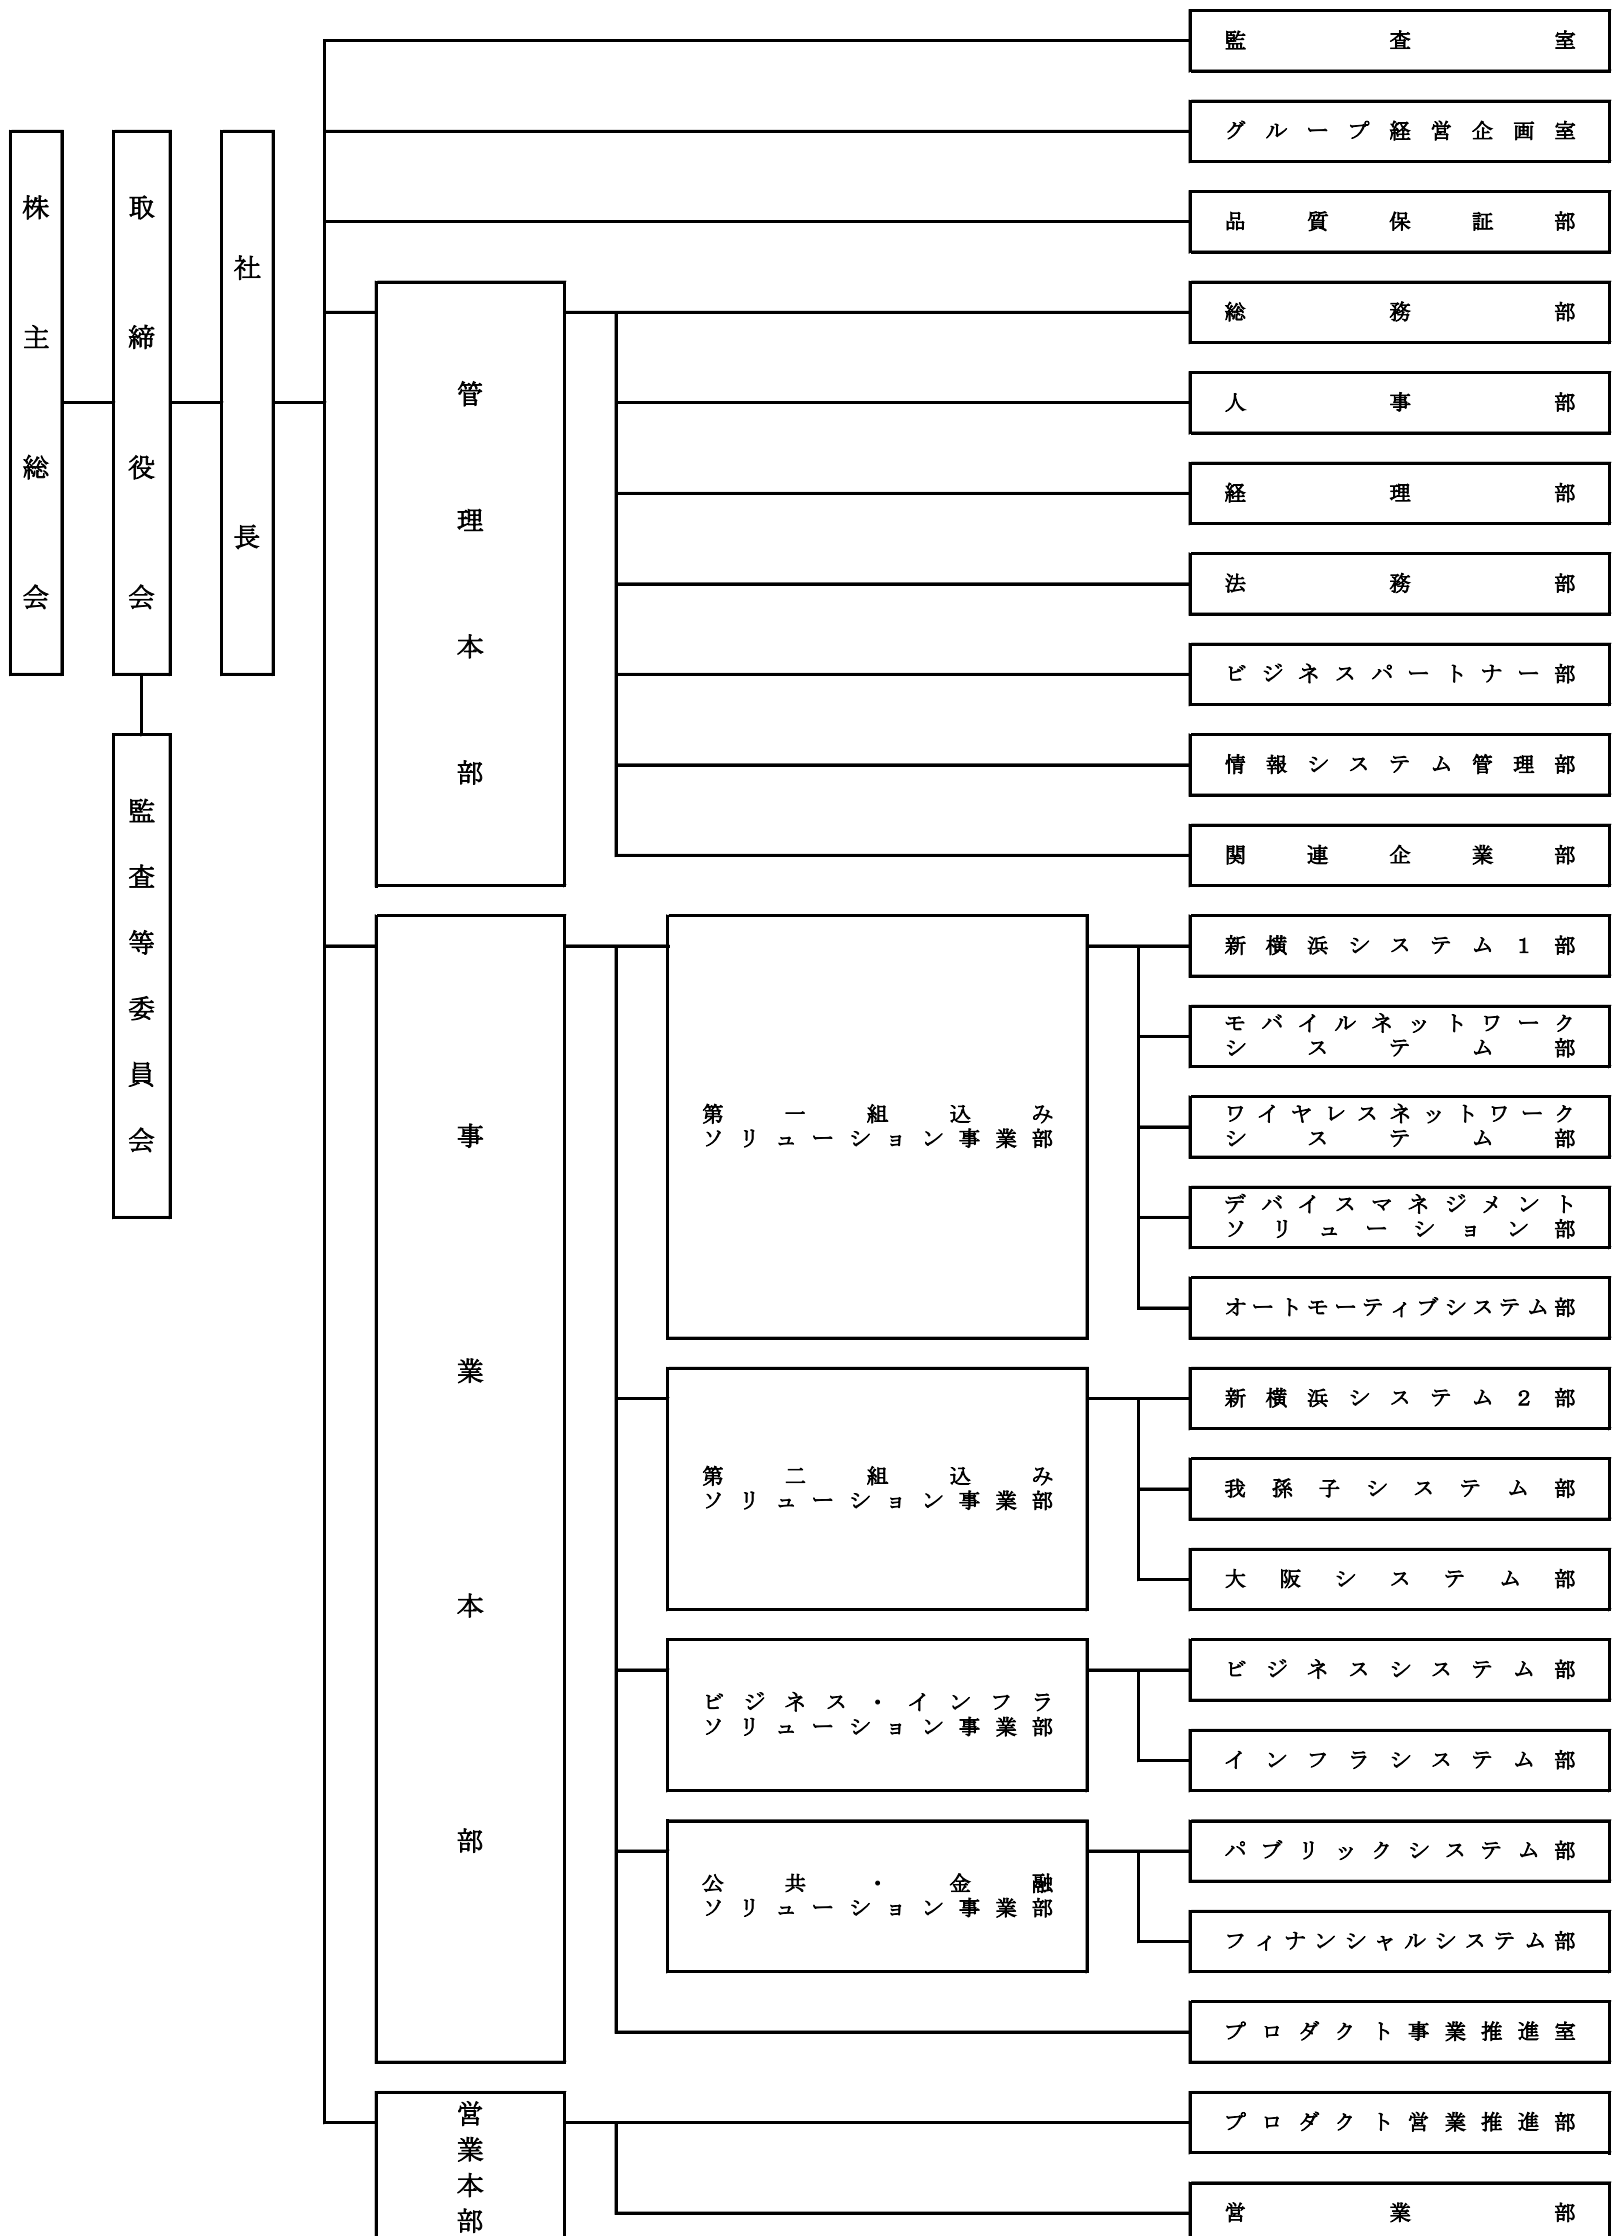 株主総会
取締役会
監査等委員会
社長
監査室
グループ経営企画室
品質保証部
管理本部
総務部
人事部
経理部
法務部
ビジネスパートナー部
情報システム管理部
関連企業部
事業本部
第一組込み
ソリューション事業部
新横浜システム1部
モバイルネットワーク
システム部
ワイヤレスネットワーク
システム部
デバイスマネジメント
ソリューション部
オートモーティブシステム部
第二組込み
ソリューション事業部
新横浜システム2部
我孫子システム部
大阪システム部
ビジネス・インフラ
ソリューション事業部
ビジネスシステム部
インフラシステム部
公共・金融
ソリューション事業部
パブリックシステム部
フィナンシャルシステム部
プロダクト事業推進室
営業本部
プロダクト営業推進部
営業部